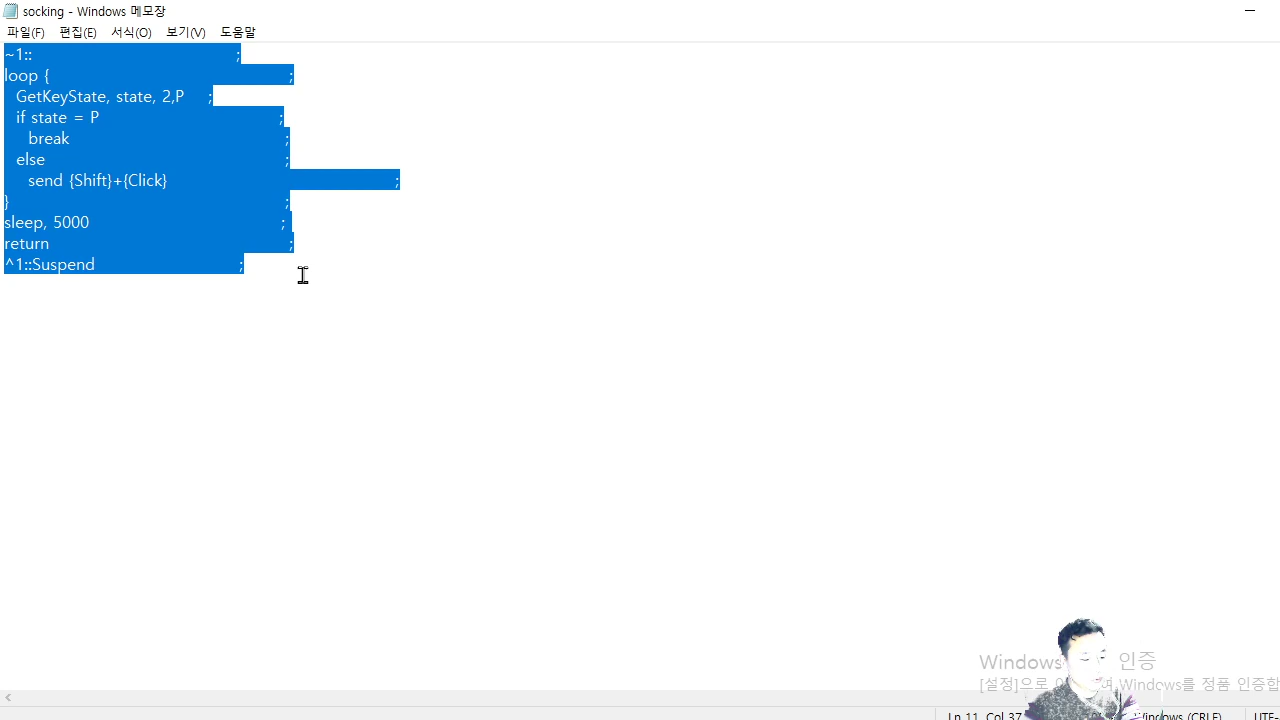 socking - Windows 메모장
파일(F) 편집(E) 서식(O) 보기(V) 도움말
~1:: ;
loop { ;
GetKeyState, state, 2,P ;
if state = P ;
break ;
else ;
send {Shift}+{Click} ;
} ;
sleep, 5000 ;
return ;
^1::Suspend ;
Windows 인증
[설정]으로 Windows를 정품 인증합
Ln 11, Col 37 Windows (CRLF) UTF-